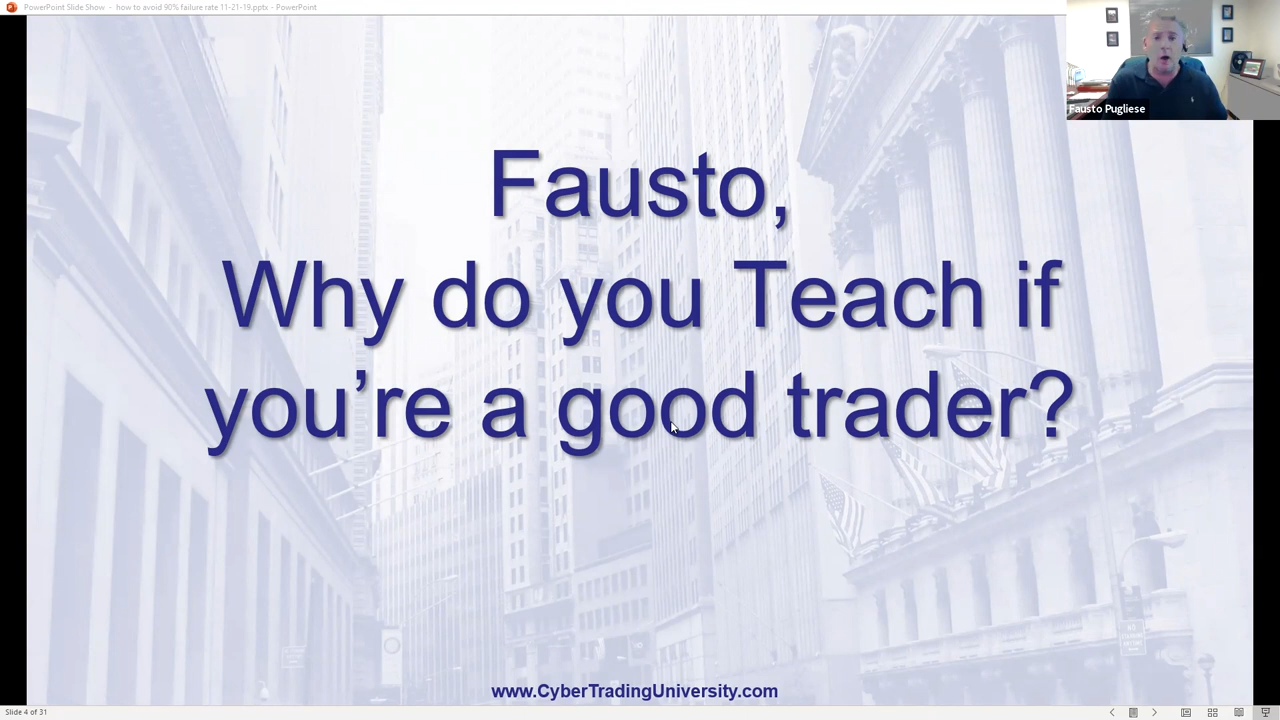 PowerPoint Slide Show - how to avoid 90% failure rate 11-21-19.pptx - PowerPoint
Fausto Pugliese
Fausto,
Why do you Teach if
you’re a good trader?
www.CyberTradingUniversity.com
Slide 4 of 31